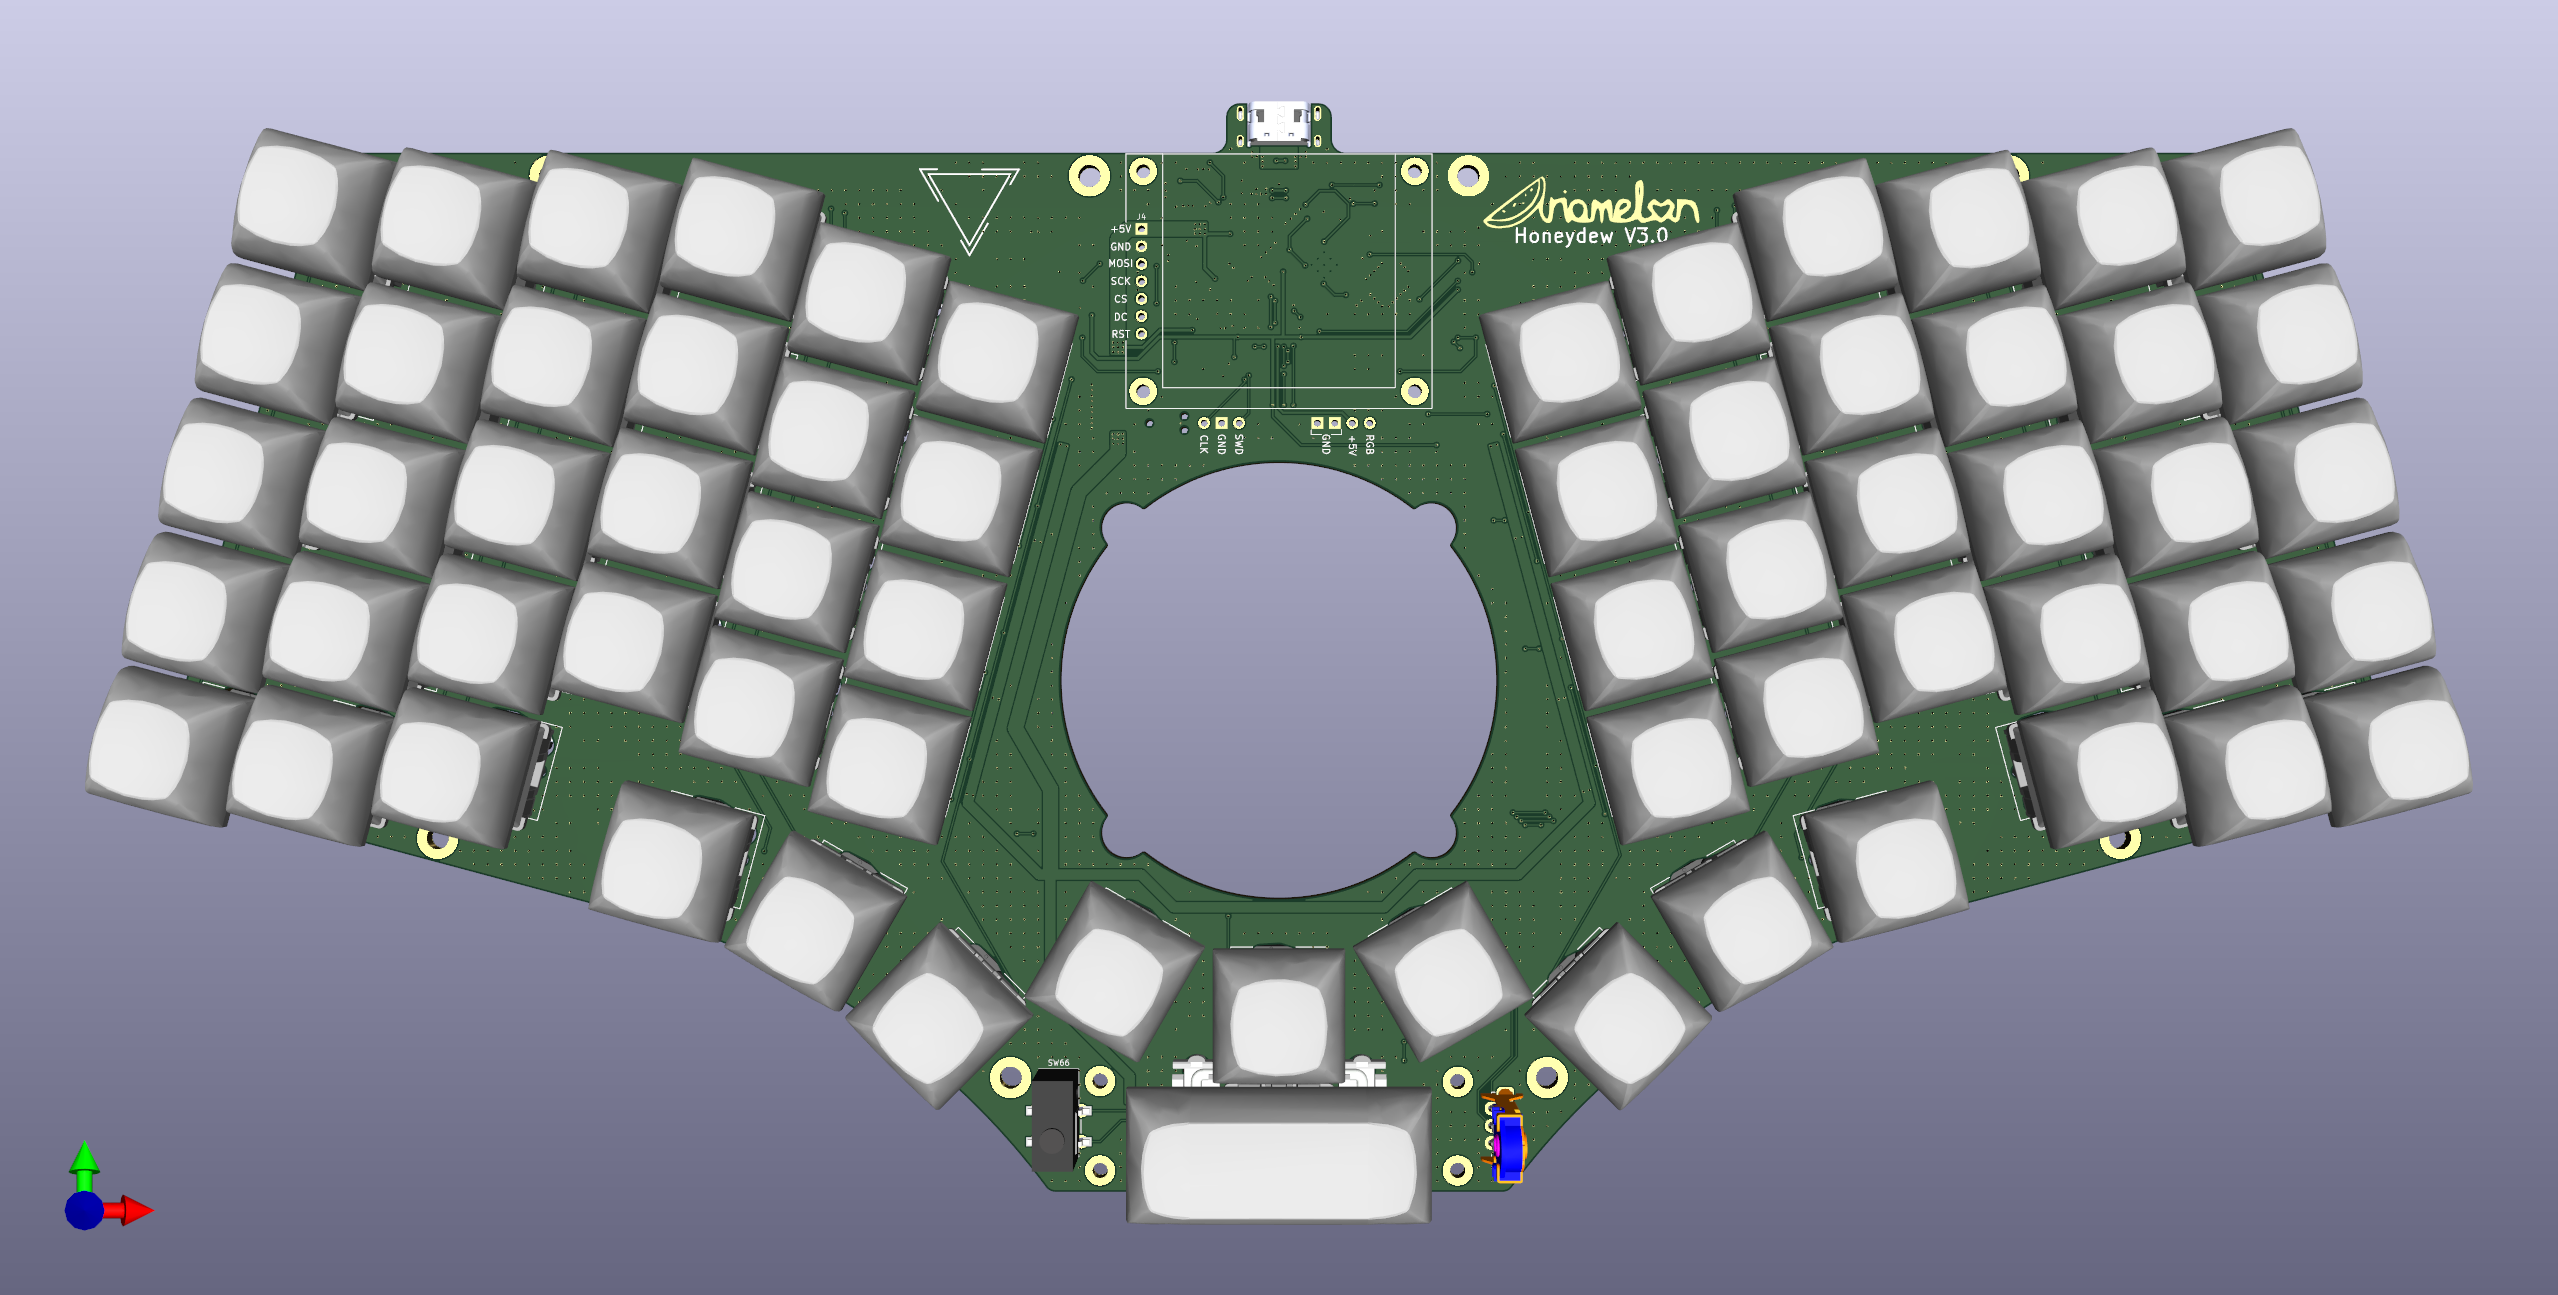 Ariamelon
Honeydew V3.0
J4
+5V
GND
MOSI
SCK
CS
DC
RST
CLK
GND
SWD
GND
+5V
RGB
SW66